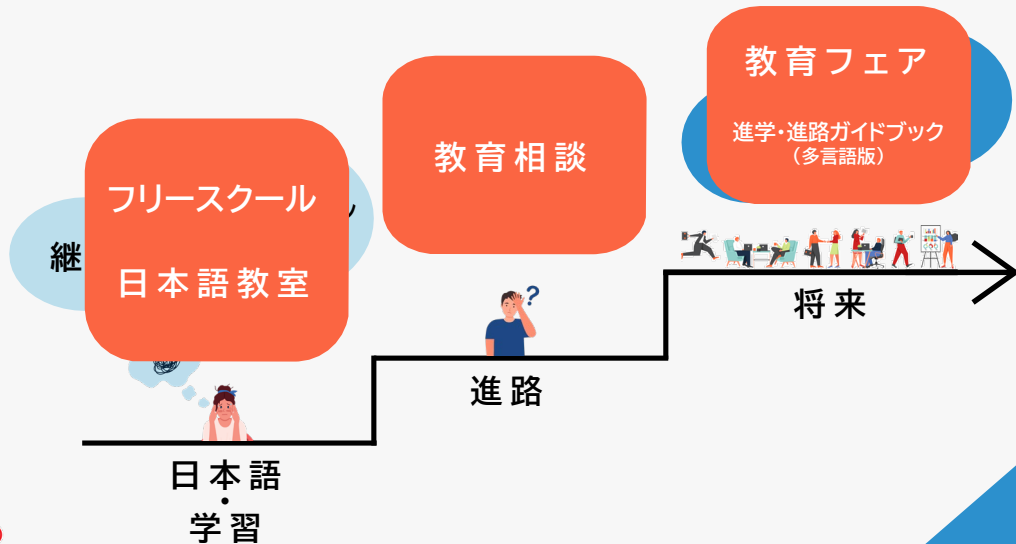 教育フェア
進学・進路ガイドブック
(多言語版)
教育相談
フリースクール
日本語教室
継
将来
?
進路
日本語
・
学習